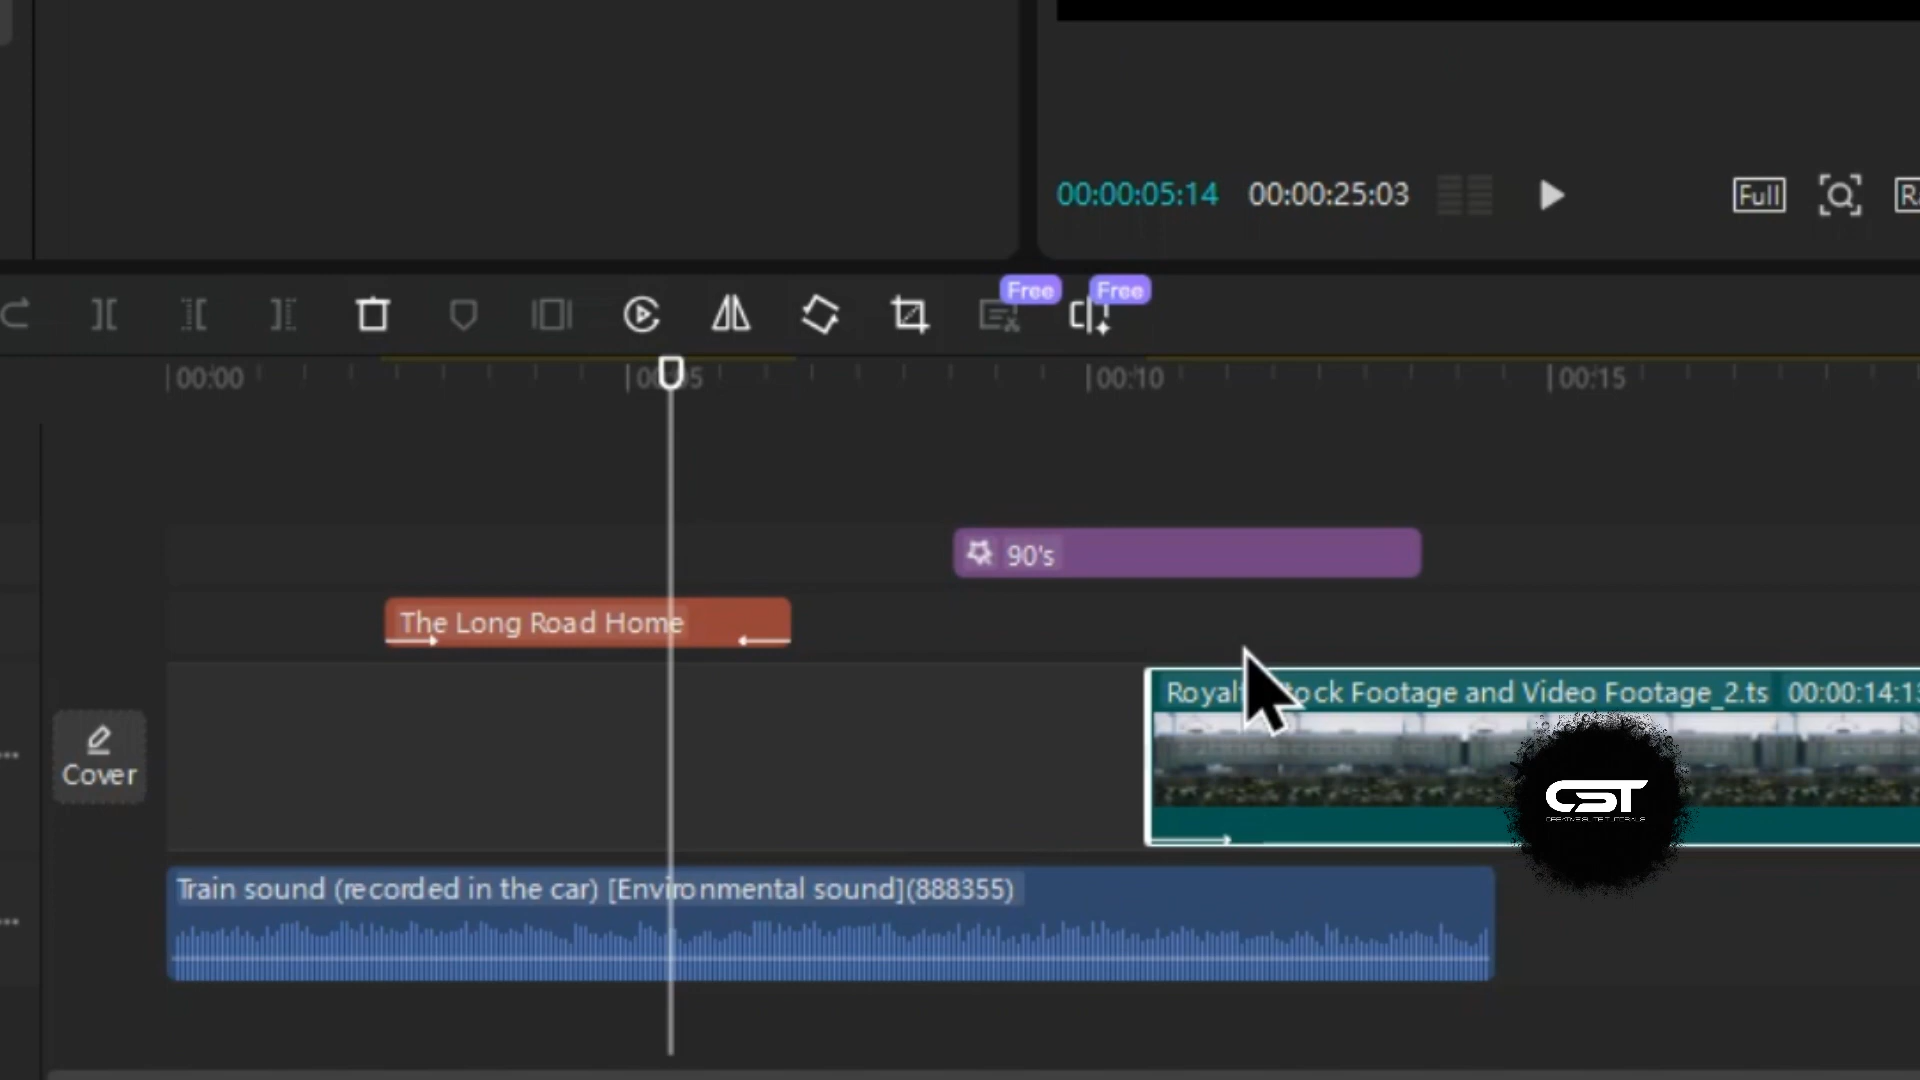 00:00:05:14 00:00:25:03 Full
Free Free
00:00 00:05 00:10 00:15
90's
The Long Road Home
Royalty Stock Footage and Video Footage_2.ts 00:00:14:1
Cover
CST
Train sound (recorded in the car) [Environmental sound](888355)